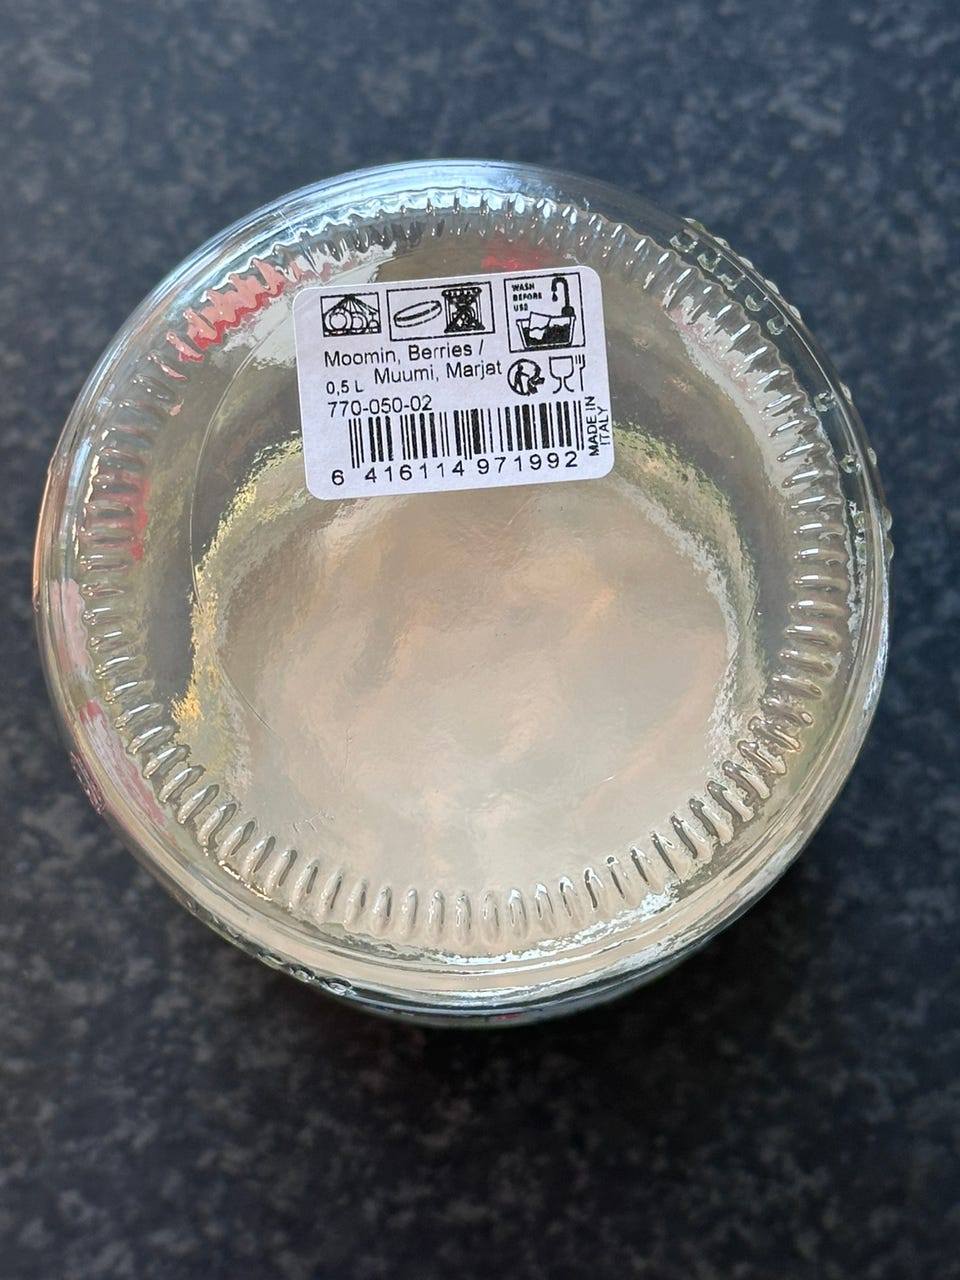 WASH
BEFORE
USE
Moomin, Berries /
0,5 L Muumi, Marjat
770-050-02
6 416114 971992
MADE IN
ITALY